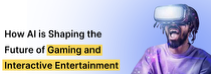 How AI is Shaping the
Future of Gaming and
Interactive Entertainment